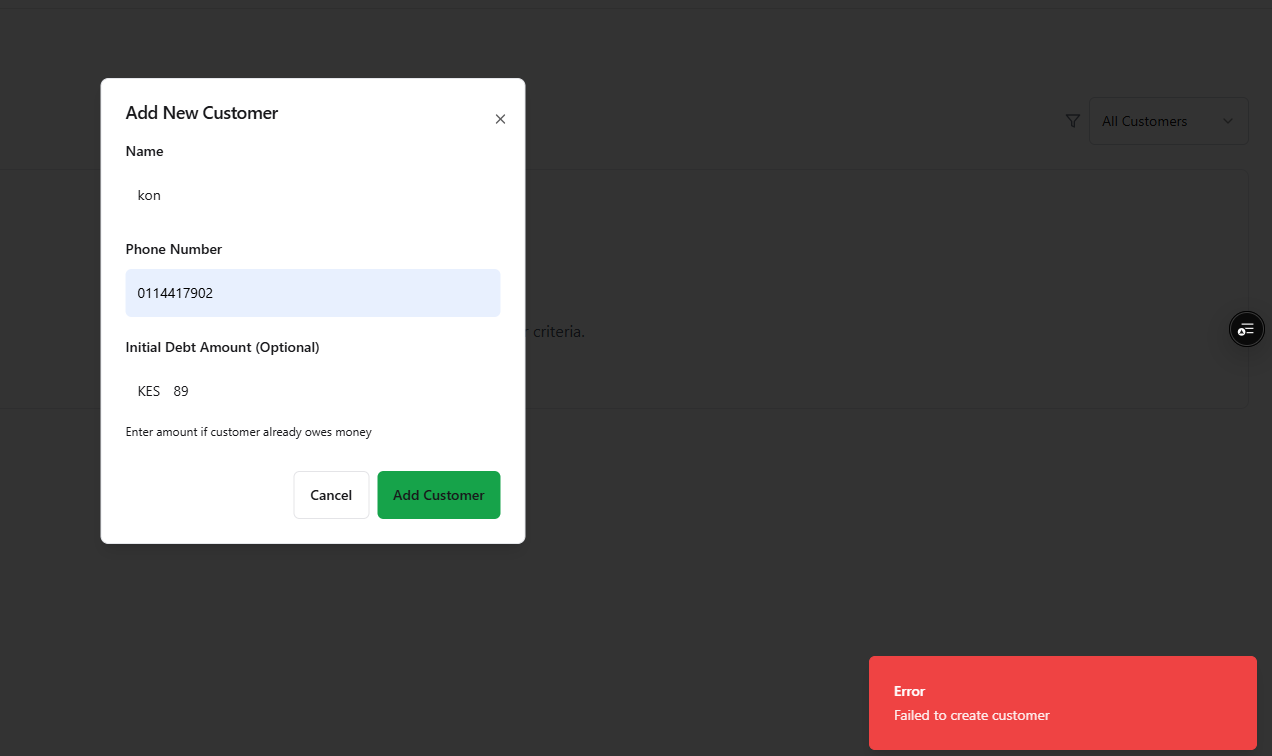 Add New Customer
All Customers
Name
kon
Phone Number
0114417902
criteria.
Initial Debt Amount (Optional)
KES 89
Enter amount if customer already owes money
Cancel
Add Customer
Error
Failed to create customer